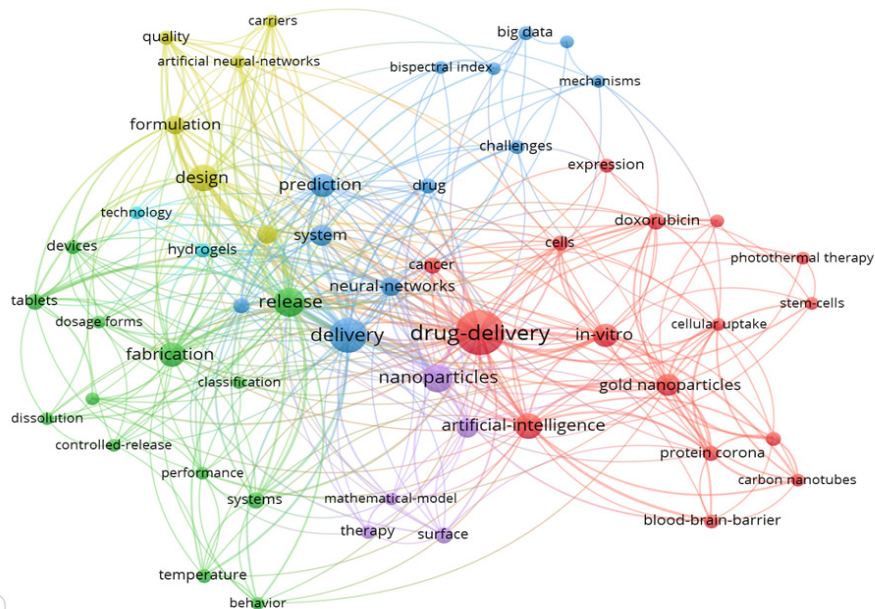 carriers
quality
big data
artificial neural-networks
bispectral index
mechanisms
formulation
challenges
expression
design
prediction
drug
technology
doxorubicin
system
devices
hydrogels
cells
cancer
photothermal therapy
neural-networks
tablets
release
stem-cells
dosage forms
cellular uptake
delivery
drug-delivery
in-vitro
fabrication
nanoparticles
classification
gold nanoparticles
dissolution
artificial-intelligence
controlled-release
protein corona
performance
carbon nanotubes
systems
mathematical-model
blood-brain-barrier
therapy
surface
temperature
behavior